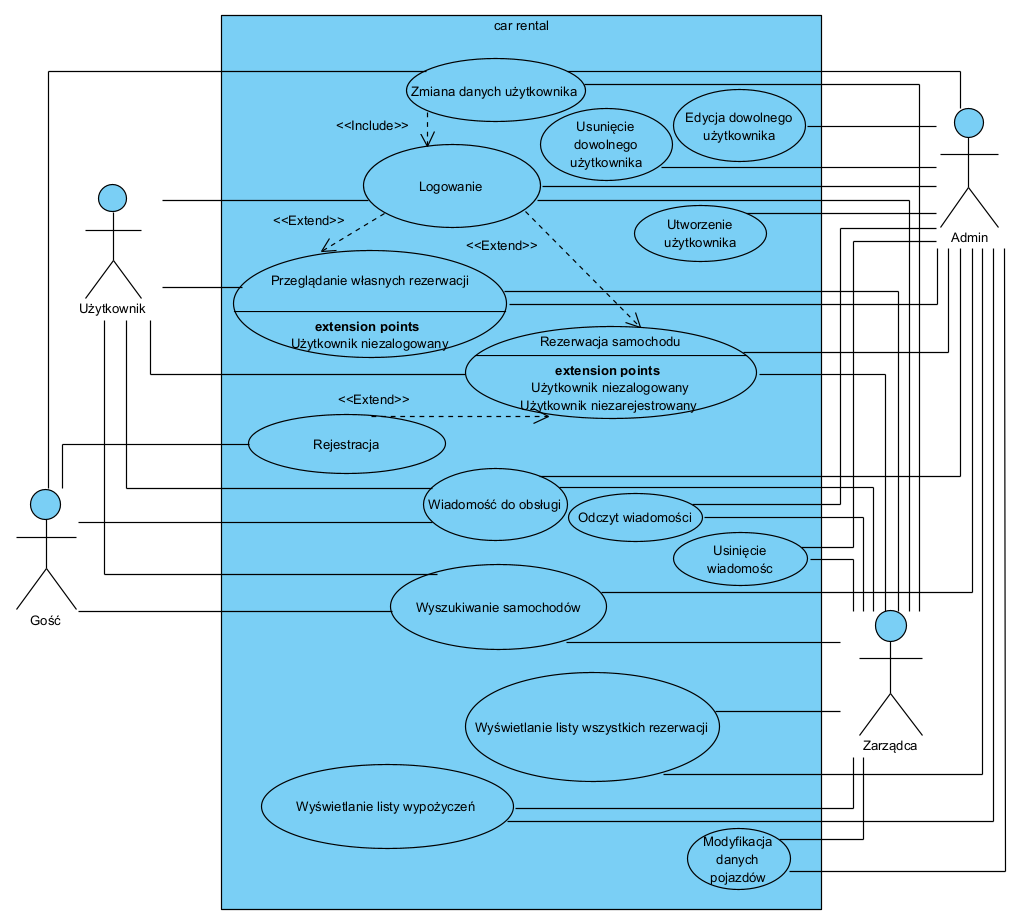 car rental
Zmiana danych użytkownika
<<Include>>
Usunięcie
dowolnego
użytkownika
Edycja dowolnego
użytkownika
Logowanie
<<Extend>>
<<Extend>>
Utworzenie
użytkownika
Admin
Użytkownik
Przeglądanie własnych rezerwacji
extension points
Użytkownik niezalogowany
Rezerwacja samochodu
extension points
Użytkownik niezalogowany
Użytkownik niezarejestrowany
<<Extend>>
Rejestracja
Wiadomość do obsługi
Odczyt wiadomości
Usinięcie
wiadomośc
Gość
Wyszukiwanie samochodów
Wyświetlanie listy wszystkich rezerwacji
Zarządca
Wyświetlanie listy wypożyczeń
Modyfikacja
danych
pojazdów